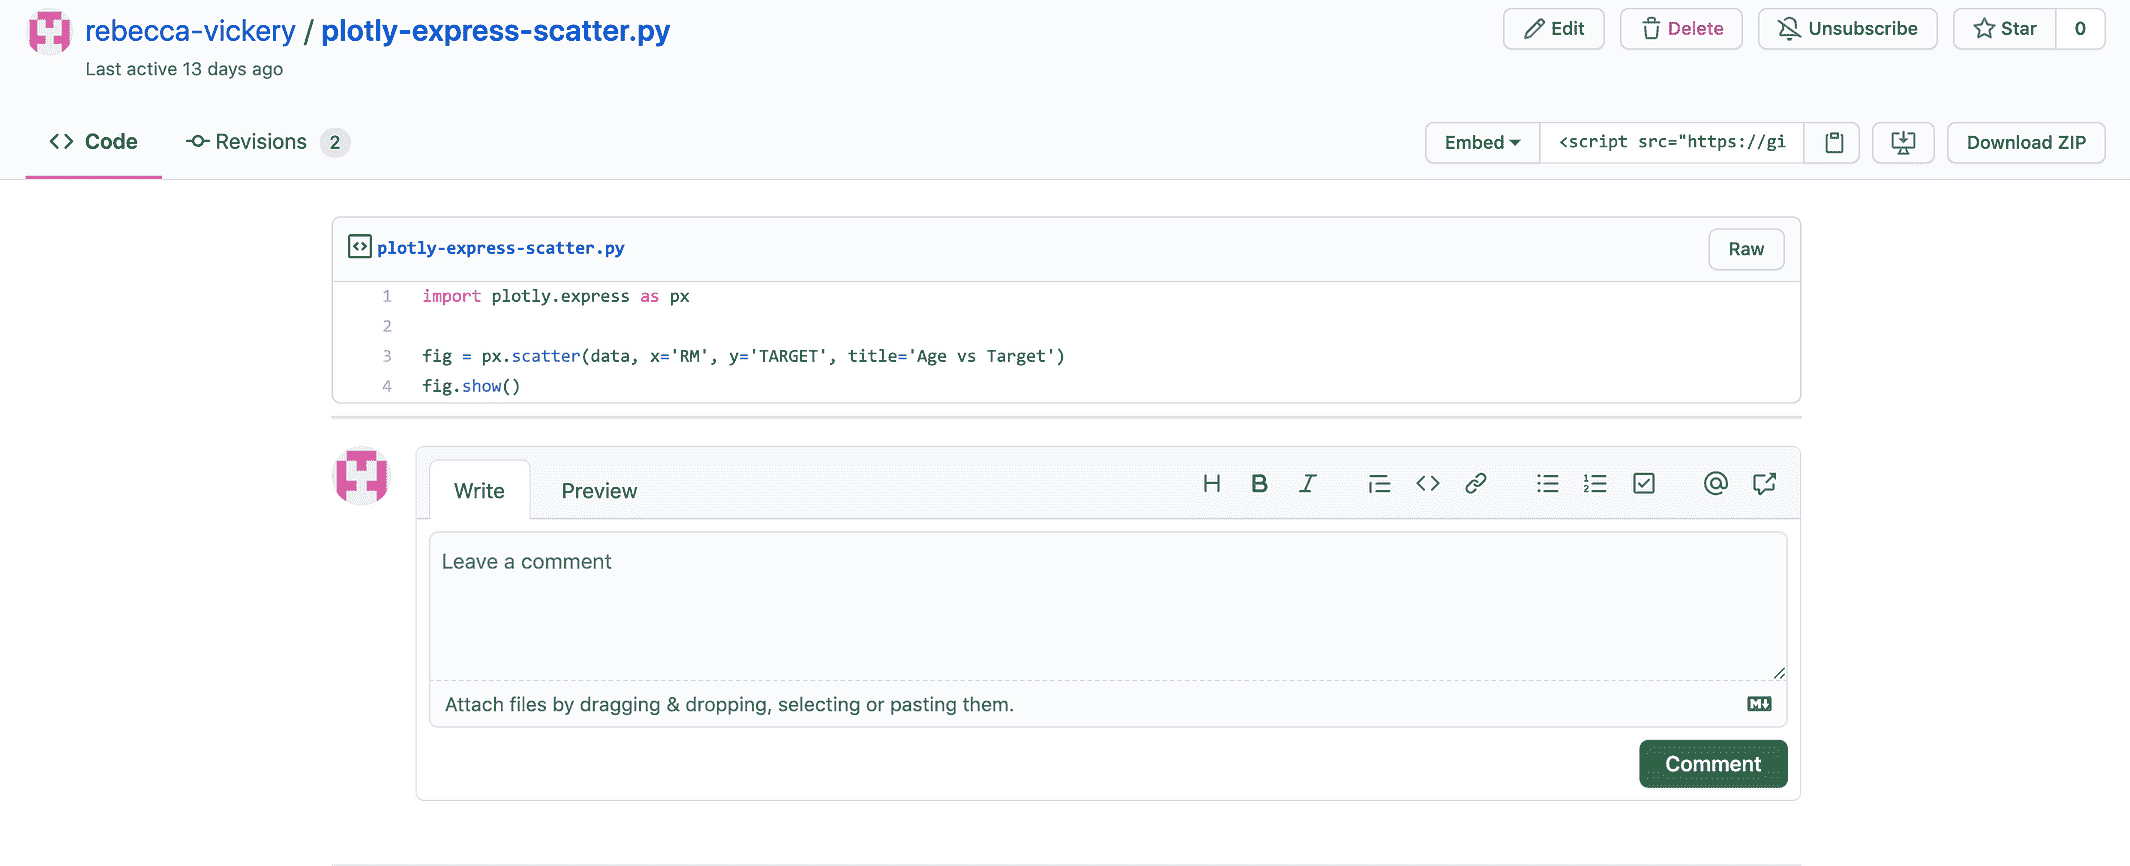 rebecca-vickery / plotly-express-scatter.py
Edit Delete Unsubscribe Star 0
Last active 13 days ago
<> Code Revisions 2
Embed <script src="https://gi Download ZIP
plotly-express-scatter.py Raw
1 import plotly.express as px
2
3 fig = px.scatter(data, x='RM', y='TARGET', title='Age vs Target')
4 fig.show()
Write Preview
Leave a comment
Attach files by dragging & dropping, selecting or pasting them.
Comment